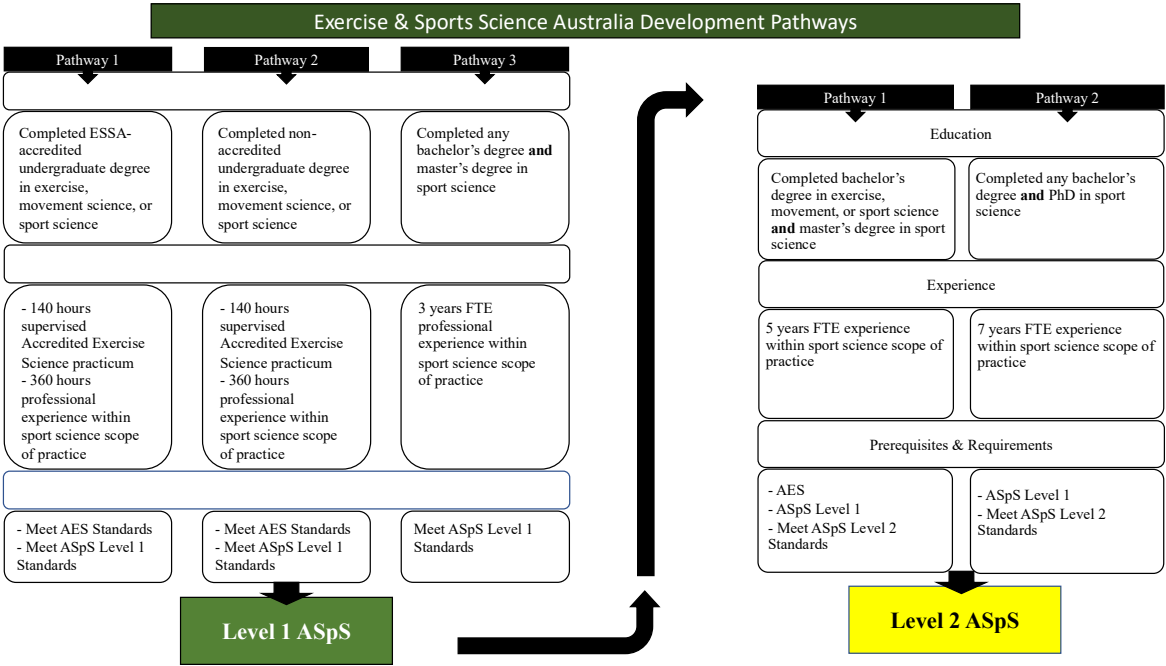 Exercise & Sports Science Australia Development Pathways
Pathway 1
Pathway 2
Pathway 3
Completed ESSA-
accredited
undergraduate degree
in exercise,
movement science, or
sport science
Completed non-
accredited
undergraduate degree
in exercise,
movement science, or
sport science
Completed any
bachelor's degree and
master's degree in
sport science
- 140 hours
supervised
Accredited Exercise
Science practicum
- 360 hours
professional
experience within
sport science scope
of practice
- 140 hours
supervised
Accredited Exercise
Science practicum
- 360 hours
professional
experience within
sport science scope
of practice
3 years FTE
professional
experience within
sport science scope
of practice
- Meet AES Standards
- Meet ASpS Level 1
Standards
- Meet AES Standards
- Meet ASpS Level 1
Standards
Meet ASpS Level 1
Standards
Level 1 ASpS
Pathway 1
Pathway 2
Education
Completed bachelor's
degree in exercise,
movement, or sport science
and master's degree in sport
science
Completed any bachelor's
degree and PhD in sport
science
Experience
5 years FTE experience
within sport science scope of
practice
7 years FTE experience
within sport science scope of
practice
Prerequisites & Requirements
- AES
- ASpS Level 1
- Meet ASpS Level 2
Standards
- ASpS Level 1
- Meet ASpS Level 2
Standards
Level 2 ASpS